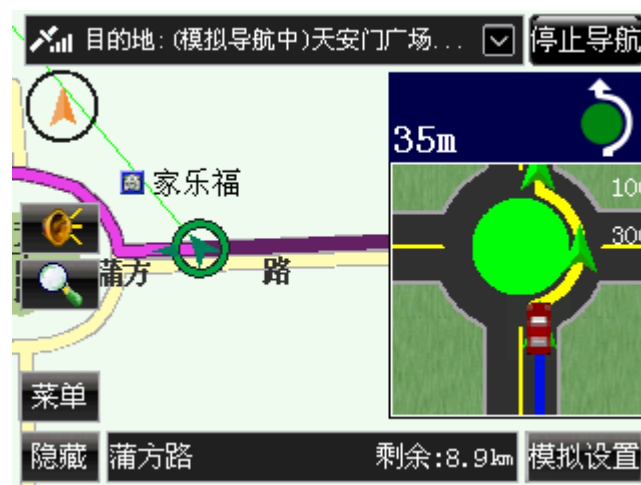 目的地: (模拟导航中)天安门广场...
停止导航
35m
商 家乐福
100
300
蒲方 路
菜单
隐藏
蒲方路
剩余:8.9km
模拟设置